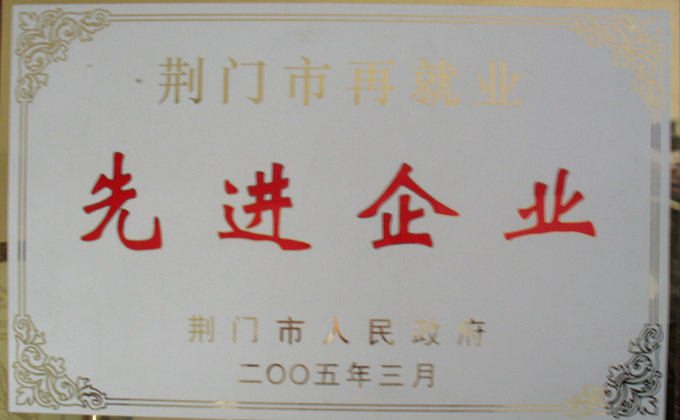 荆门市再就业
先进企业
荆门市人民政府
二〇〇五年三月